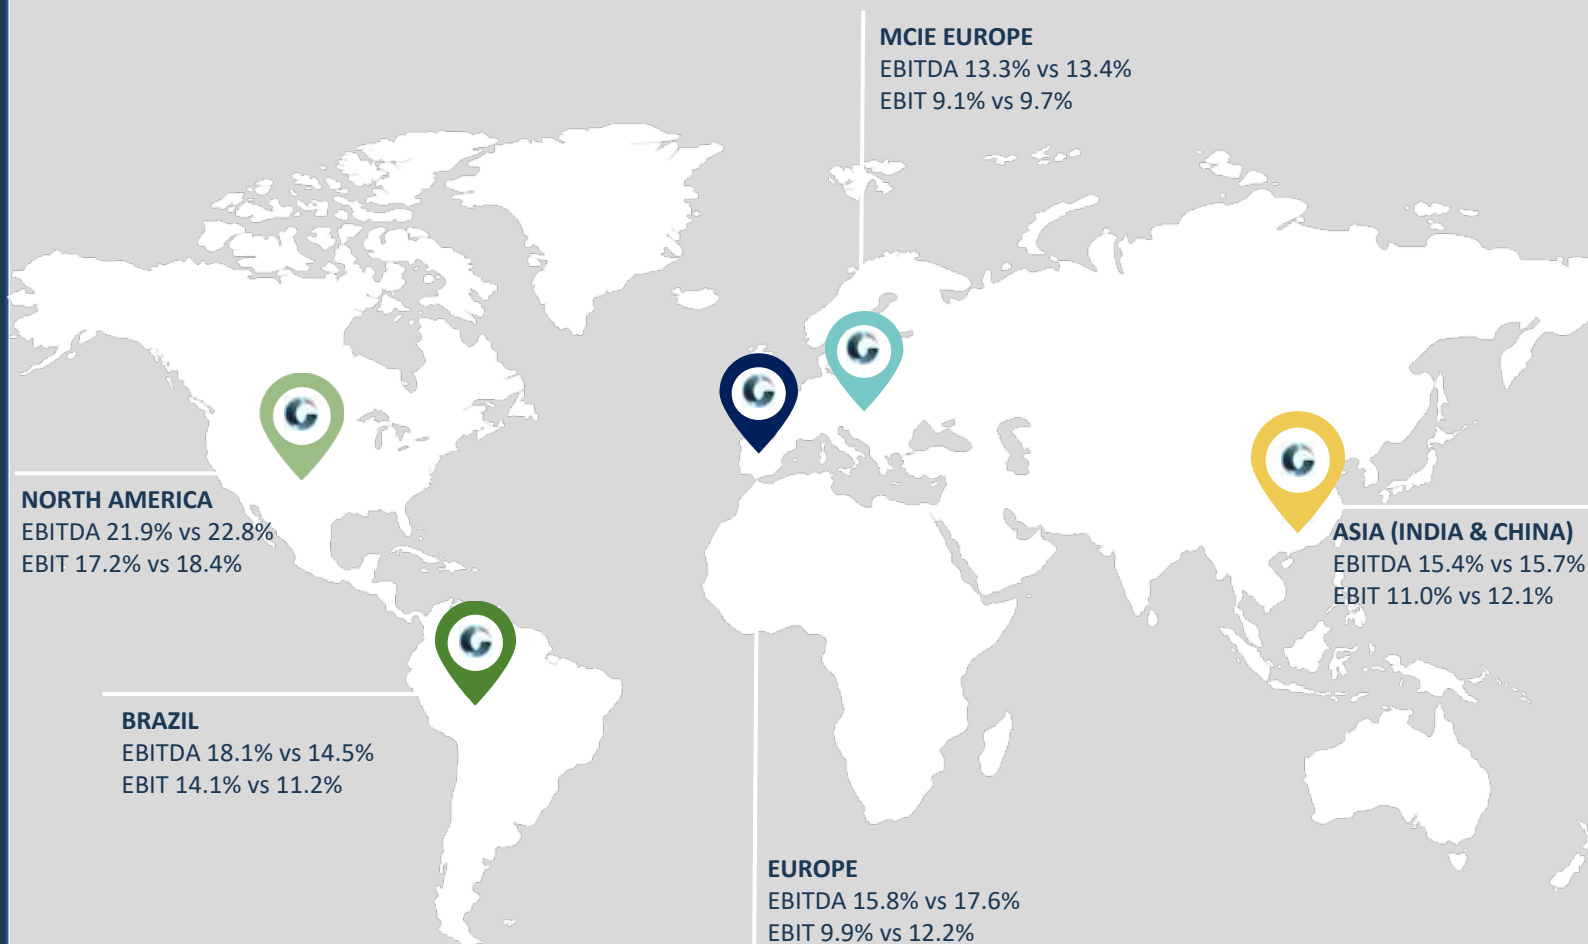 MCIE EUROPE
EBITDA 13.3% vs 13.4%
EBIT 9.1% vs 9.7%
NORTH AMERICA
EBITDA 21.9% vs 22.8%
EBIT 17.2% vs 18.4%
ASIA (INDIA & CHINA)
EBITDA 15.4% vs 15.7%
EBIT 11.0% vs 12.1%
BRAZIL
EBITDA 18.1% vs 14.5%
EBIT 14.1% vs 11.2%
EUROPE
EBITDA 15.8% vs 17.6%
EBIT 9.9% vs 12.2%